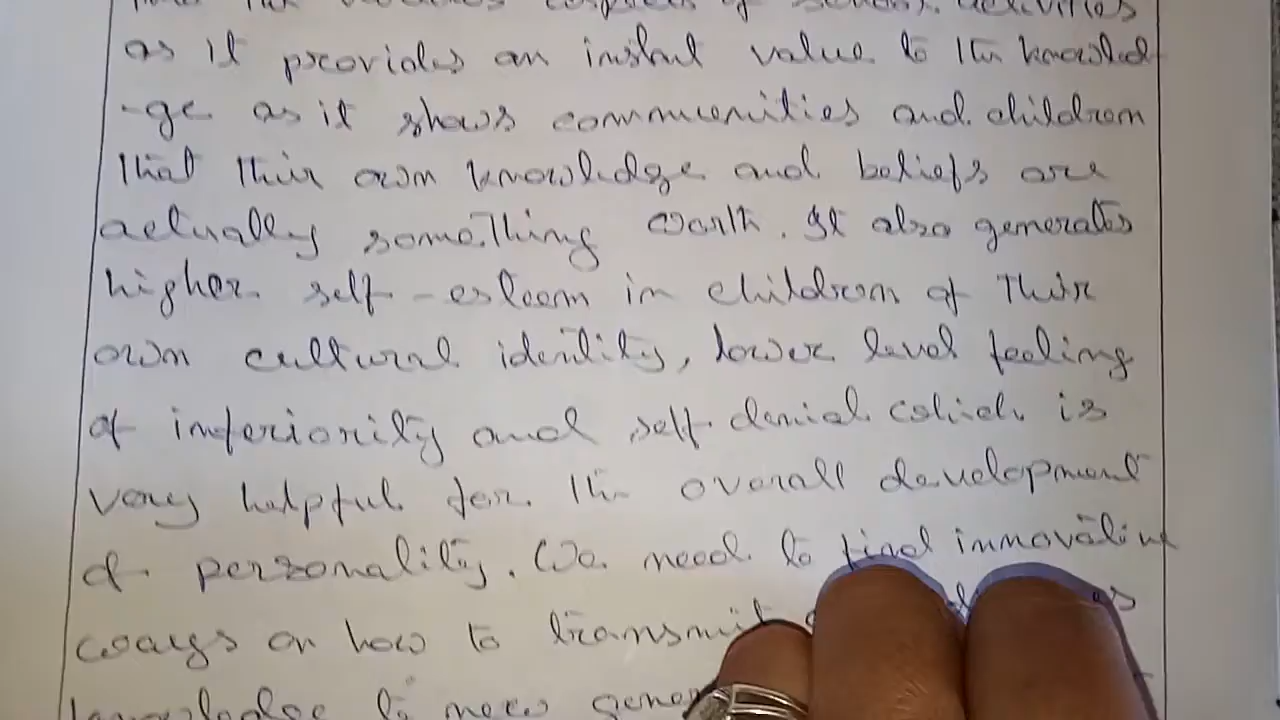 as it provides an instant value to the knowled
-ge as it shows communities and children
that their own knowledge and beliefs are
actually something worth. It also generates
higher self-esteem in children of their
own cultural identity, lower level feeling
of inferiority and self-denial which is
very helpful for the overall development
of personality. We need to find innovative
ways on how to transmit
knowledge to new